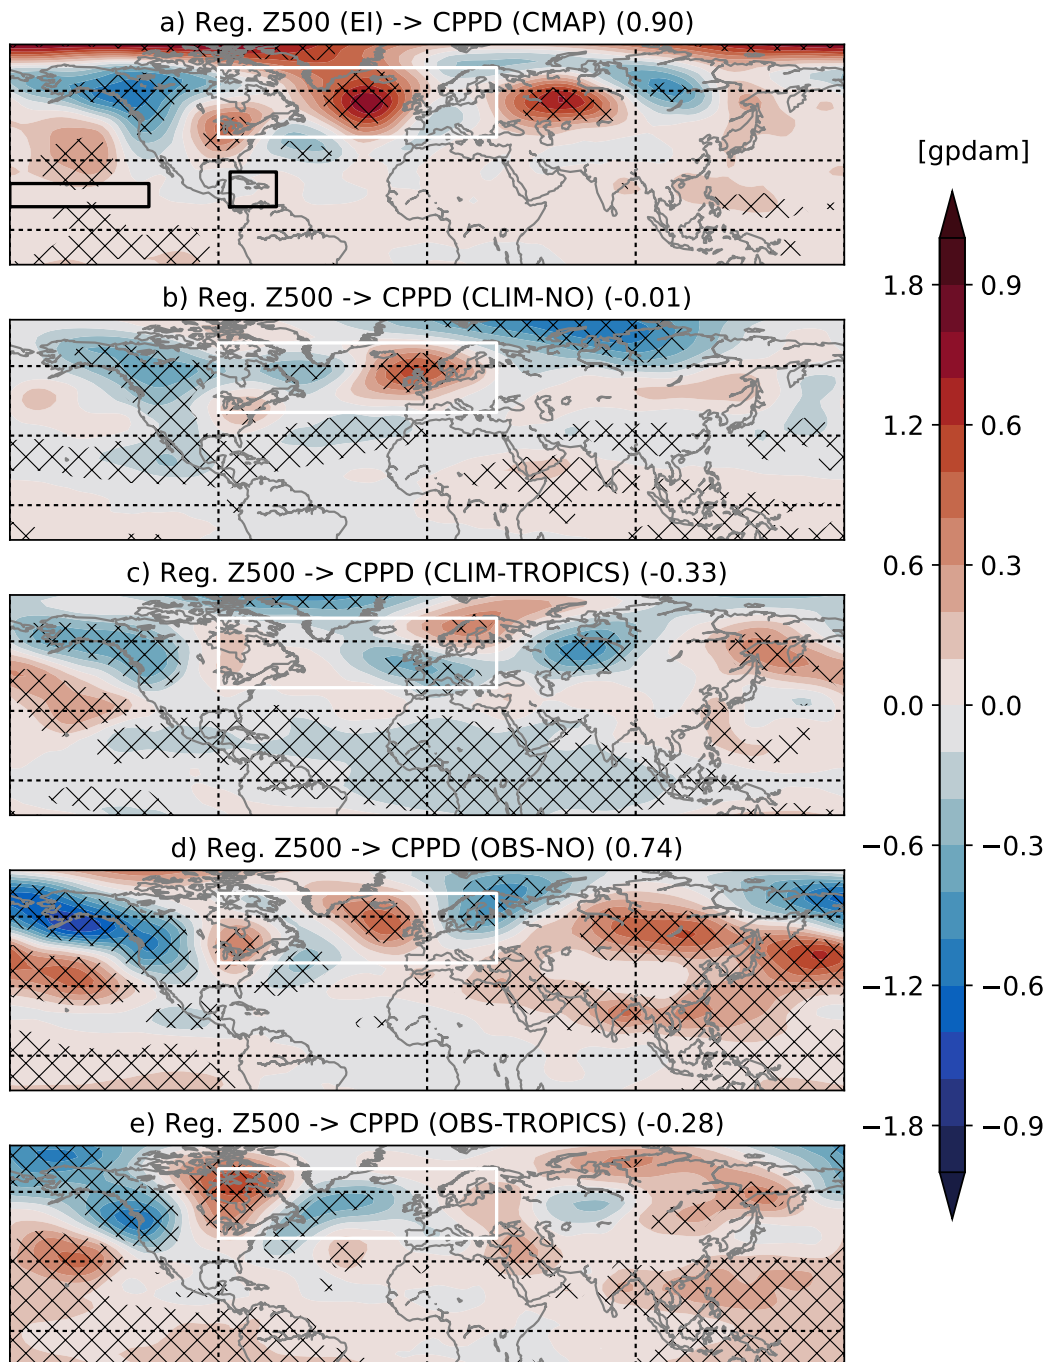 a) Reg. Z500 (EI) -> CPPD (CMAP) (0.90)
b) Reg. Z500 -> CPPD (CLIM-NO) (-0.01)
c) Reg. Z500 -> CPPD (CLIM-TROPICS) (-0.33)
d) Reg. Z500 -> CPPD (OBS-NO) (0.74)
e) Reg. Z500 -> CPPD (OBS-TROPICS) (-0.28)
[gpdam]
1.8 0.9
1.2 0.6
0.6 0.3
0.0 0.0
−0.6 −0.3
−1.2 −0.6
−1.8 −0.9